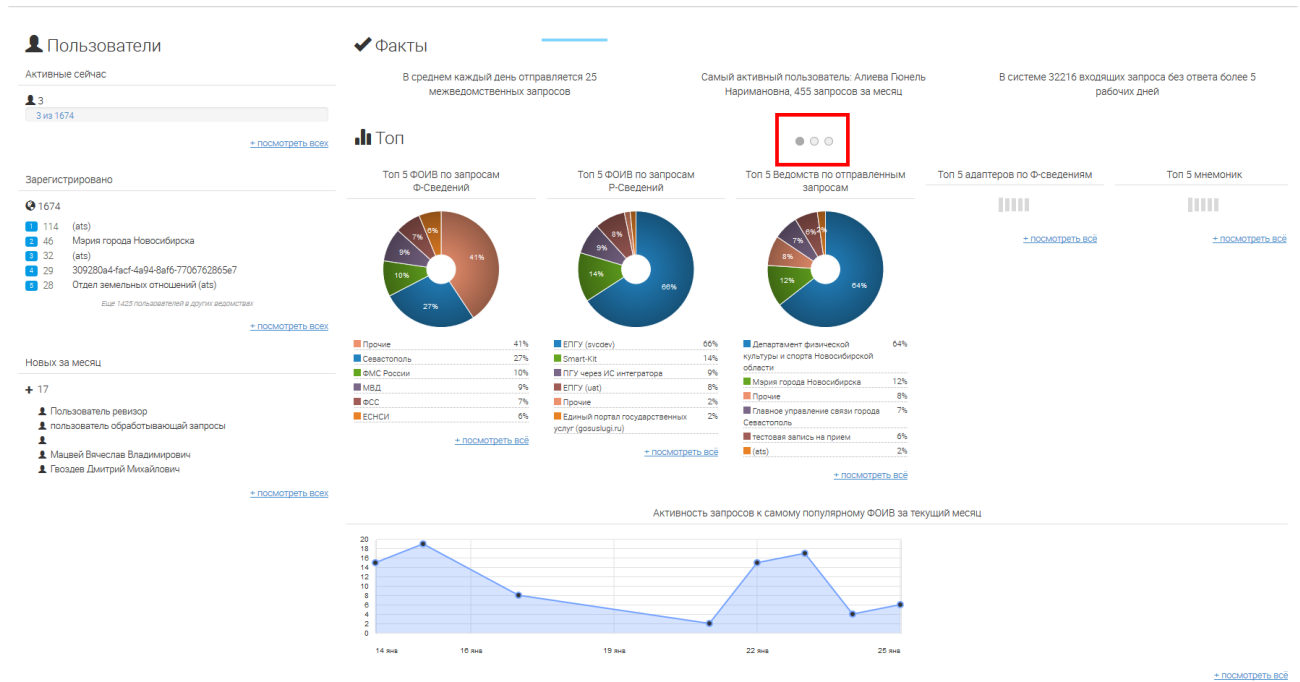 Пользователи
Активные сейчас
3
3 из 1674
+ посмотреть всех
Зарегистрировано
1674
1 114 (ats)
2 46 Мэрия города Новосибирска
3 32 (ats)
4 29 309280a4-facf-4a94-8af6-7706762865e7
5 28 Отдел земельных отношений (ats)
Еще 1425 пользователей в других ведомствах
+ посмотреть всех
Новых за месяц
+ 17
Пользователь ревизор
пользователь обработывающай запросы
Мацвей Вячеслав Владимирович
Гвоздев Дмитрий Михайлович
+ посмотреть всех
Факты
В среднем каждый день отправляется 25
межведомственных запросов
Самый активный пользователь: Алиева Гюнель
Наримановна, 455 запросов за месяц
В системе 32216 входящих запроса без ответа более 5
рабочих дней
Топ
Топ 5 ФОИВ по запросам
Ф-Сведений
41%
27%
10%
9%
7%
6%
Прочие 41%
Севастополь 27%
ФМС России 10%
МВД 9%
ФСС 7%
ЕСНСИ 6%
+ посмотреть всё
Топ 5 ФОИВ по запросам
Р-Сведений
66%
14%
9%
8%
ЕПГУ (svcdev) 66%
Smart-Kit 14%
ПГУ через ИС интегратора 9%
ЕПГУ (uat) 8%
Прочие 2%
Единый портал государственных 2%
услуг (gosuslugi.ru)
+ посмотреть всё
Топ 5 Ведомств по отправленным
запросам
64%
12%
8%
7%
6%
2%
Департамент физической 64%
культуры и спорта Новосибирской
области
Мэрия города Новосибирска 12%
Прочие 8%
Главное управление связи города 7%
Севастополь
тестовая запись на прием 6%
(ats) 2%
+ посмотреть всё
Топ 5 адаптеров по Ф-сведениям
+ посмотреть всё
Топ 5 мнемоник
+ посмотреть всё
Активность запросов к самому популярному ФОИВ за текущий месяц
20
18
16
14
12
10
8
6
4
2
0
14 янв 16 янв 19 янв 22 янв 25 янв
+ посмотреть всё